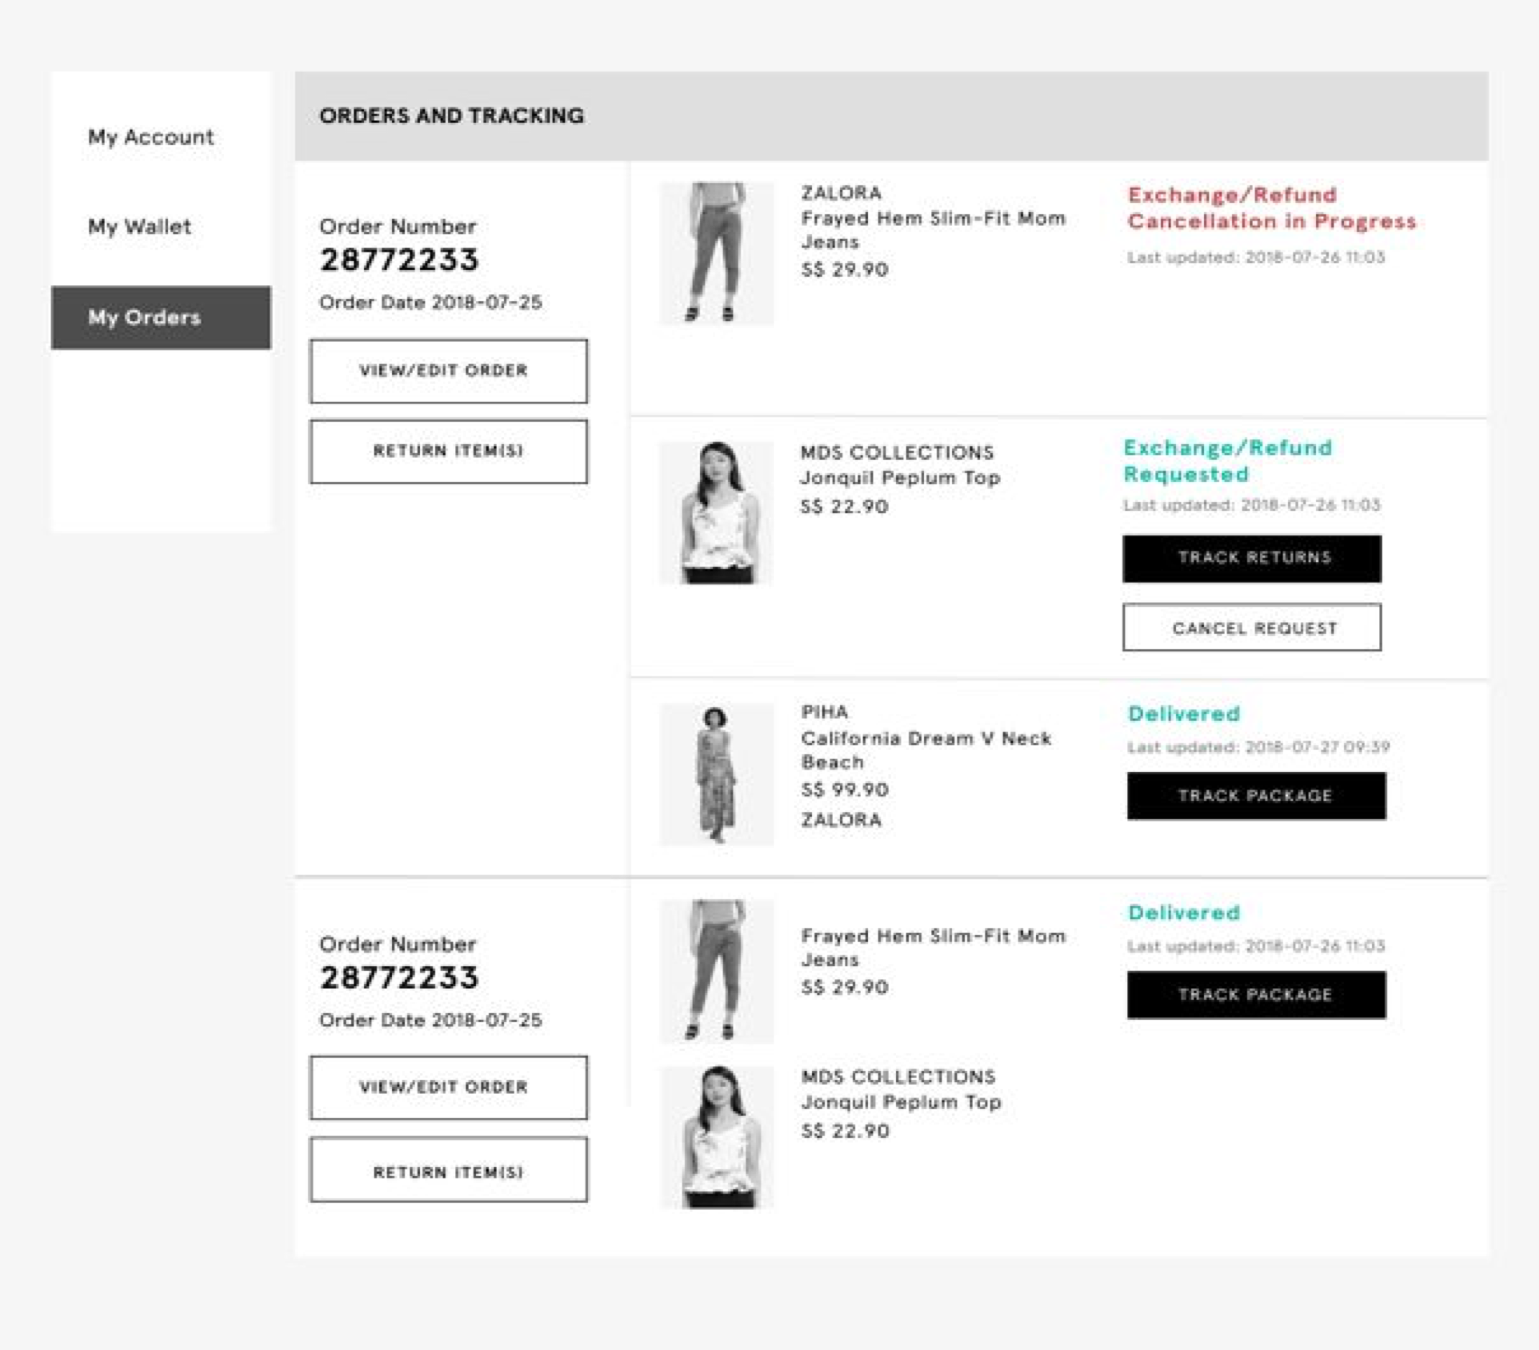 My Account
My Wallet
My Orders
ORDERS AND TRACKING
Order Number
28772233
Order Date 2018-07-25
VIEW/EDIT ORDER
RETURN ITEM(S)
ZALORA
Frayed Hem Slim-Fit Mom
Jeans
S$ 29.90
Exchange/Refund
Cancellation in Progress
Last updated: 2018-07-26 11:03
MDS COLLECTIONS
Jonquil Peplum Top
S$ 22.90
Exchange/Refund
Requested
Last updated: 2018-07-26 11:03
TRACK RETURNS
CANCEL REQUEST
PIHA
California Dream V Neck
Beach
S$ 99.90
ZALORA
Delivered
Last updated: 2018-07-27 09:39
TRACK PACKAGE
Order Number
28772233
Order Date 2018-07-25
VIEW/EDIT ORDER
RETURN ITEM(S)
Frayed Hem Slim-Fit Mom
Jeans
S$ 29.90
Delivered
Last updated: 2018-07-26 11:03
TRACK PACKAGE
MDS COLLECTIONS
Jonquil Peplum Top
S$ 22.90